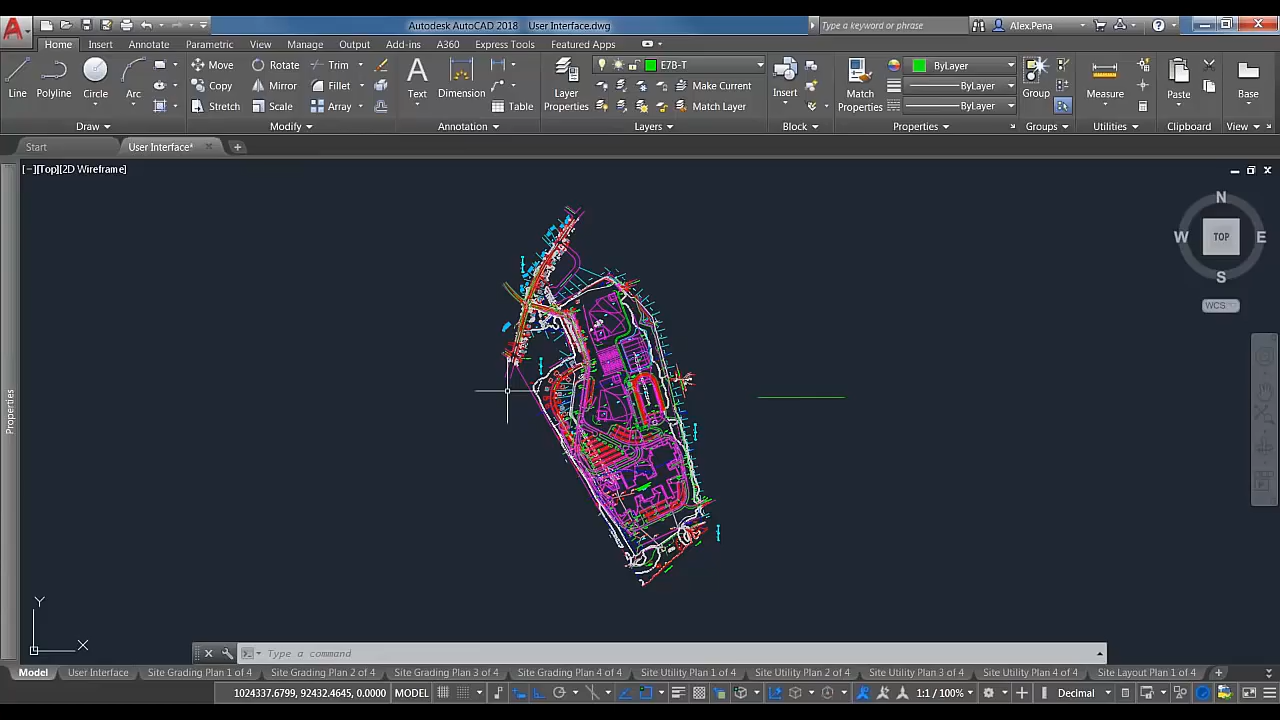 Autodesk AutoCAD 2018 User Interface.dwg Type a keyword or phrase Alex.Pena
Home Insert Annotate Parametric View Manage Output Add-ins A360 Express Tools Featured Apps
Line Polyline Circle Arc
Move Rotate Trim
Copy Mirror Fillet
Stretch Scale Array
Text Dimension Table
Layer Properties
E7B-T
Make Current
Match Layer
Insert
Match Properties
ByLayer
ByLayer
ByLayer
Group Measure Paste Base
Draw Modify Annotation Layers Block Properties Groups Utilities Clipboard View
Start User Interface*
[−][Top][2D Wireframe]
N
W TOP E
S
WCS
Properties
Y
X
Type a command
Model User Interface Site Grading Plan 1 of 4 Site Grading Plan 2 of 4 Site Grading Plan 3 of 4 Site Grading Plan 4 of 4 Site Utility Plan 1 of 4 Site Utility Plan 2 of 4 Site Utility Plan 3 of 4 Site Utility Plan 4 of 4 Site Layout Plan 1 of 4
1024337.6799, 92432.4645, 0.0000 MODEL 1:1 / 100% Decimal